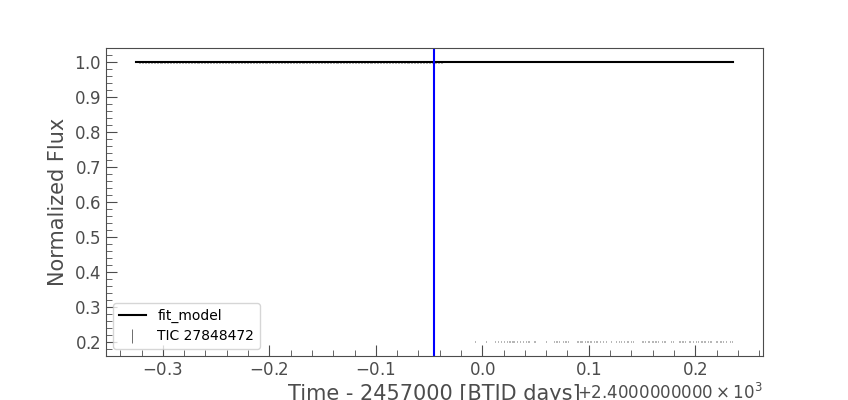 Normalized Flux
1.0
0.9
0.8
0.7
0.6
0.5
0.4
0.3
0.2
fit_model
TIC 27848472
−0.3 −0.2 −0.1 0.0 0.1 0.2
Time - 2457000 [BTJD days]
+2.4000000000 × 10³